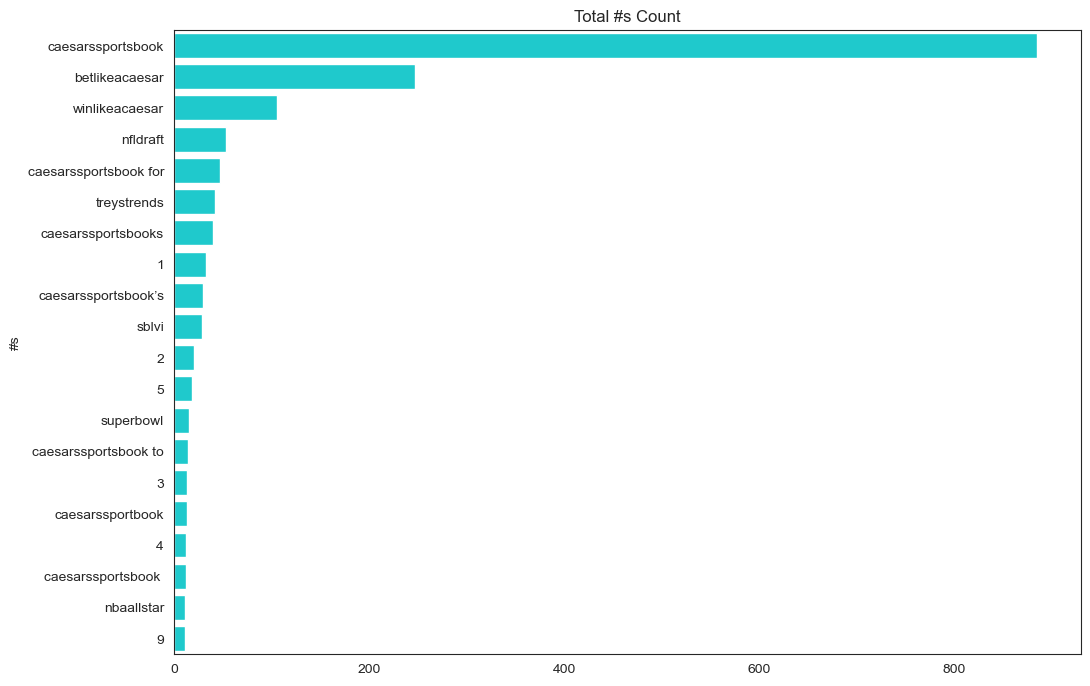 Total #s Count
caesarssportsbook
betlikeacaesar
winlikeacaesar
nfldraft
caesarssportsbook for
treystrends
caesarssportsbooks
1
caesarssportsbook’s
sblvi
2
5
superbowl
caesarssportsbook to
3
caesarssportbook
4
caesarssportsbook
nbaallstar
9
#s
0 200 400 600 800